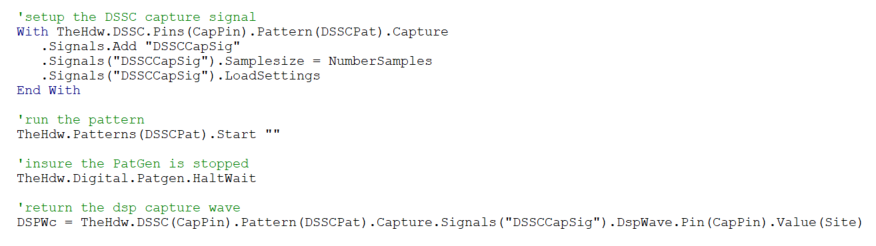 'setup the DSSC capture signal
With TheHdw.DSSC.Pins(CapPin).Pattern(DSSCPat).Capture
.Signals.Add "DSSCCapSig"
.Signals("DSSCCapSig").Samplesize = NumberSamples
.Signals("DSSCCapSig").LoadSettings
End With
'run the pattern
TheHdw.Patterns(DSSCPat).Start ""
'insure the PatGen is stopped
TheHdw.Digital.Patgen.HaltWait
'return the dsp capture wave
DSPWc = TheHdw.DSSC(CapPin).Pattern(DSSCPat).Capture.Signals("DSSCCapSig").DspWave.Pin(CapPin).Value(Site)